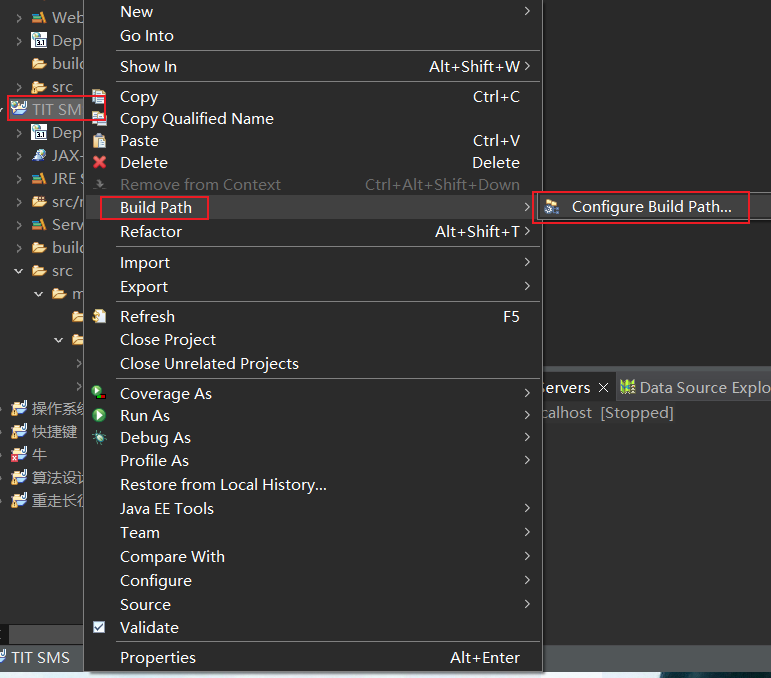 Web
Dep
build
src
TIT SM
Dep
JAX-
JRE S
src/
Serv
build
src
m
操作系统
快捷键
牛
算法设计
重走长征
TIT SMS
New
Go Into
Show In Alt+Shift+W
Copy Ctrl+C
Copy Qualified Name
Paste Ctrl+V
Delete Delete
Remove from Context Ctrl+Alt+Shift+Down
Build Path
Refactor Alt+Shift+T
Import
Export
Refresh F5
Close Project
Close Unrelated Projects
Coverage As
Run As
Debug As
Profile As
Restore from Local History...
Java EE Tools
Team
Compare With
Configure
Source
Validate
Properties Alt+Enter
Configure Build Path...
Servers Data Source Explo
calhost [Stopped]